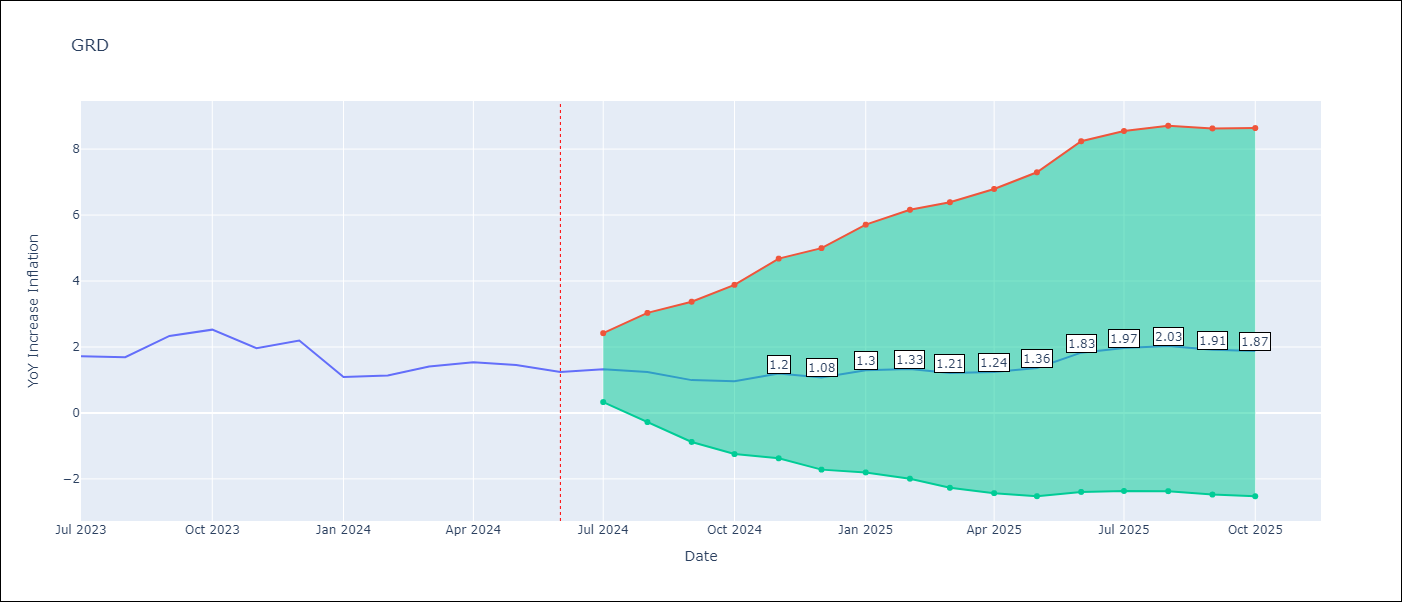 GRD
YoY Increase Inflation
8
6
4
2
0
−2
1.2
1.08
1.3
1.33
1.21
1.24
1.36
1.83
1.97
2.03
1.91
1.87
Jul 2023
Oct 2023
Jan 2024
Apr 2024
Jul 2024
Oct 2024
Jan 2025
Apr 2025
Jul 2025
Oct 2025
Date